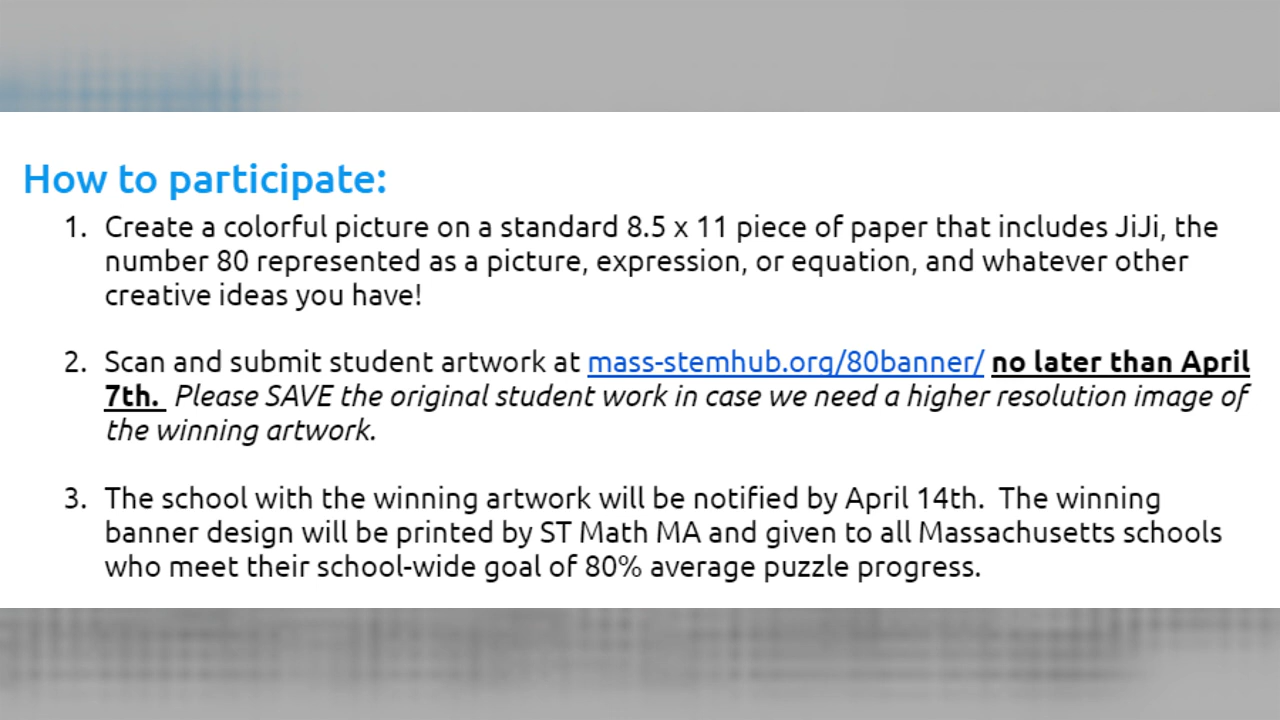 How to participate:
1. Create a colorful picture on a standard 8.5 x 11 piece of paper that includes JiJi, the
number 80 represented as a picture, expression, or equation, and whatever other
creative ideas you have!
2. Scan and submit student artwork at mass-stemhub.org/80banner/ no later than April
7th. Please SAVE the original student work in case we need a higher resolution image of
the winning artwork.
3. The school with the winning artwork will be notified by April 14th. The winning
banner design will be printed by ST Math MA and given to all Massachusetts schools
who meet their school-wide goal of 80% average puzzle progress.